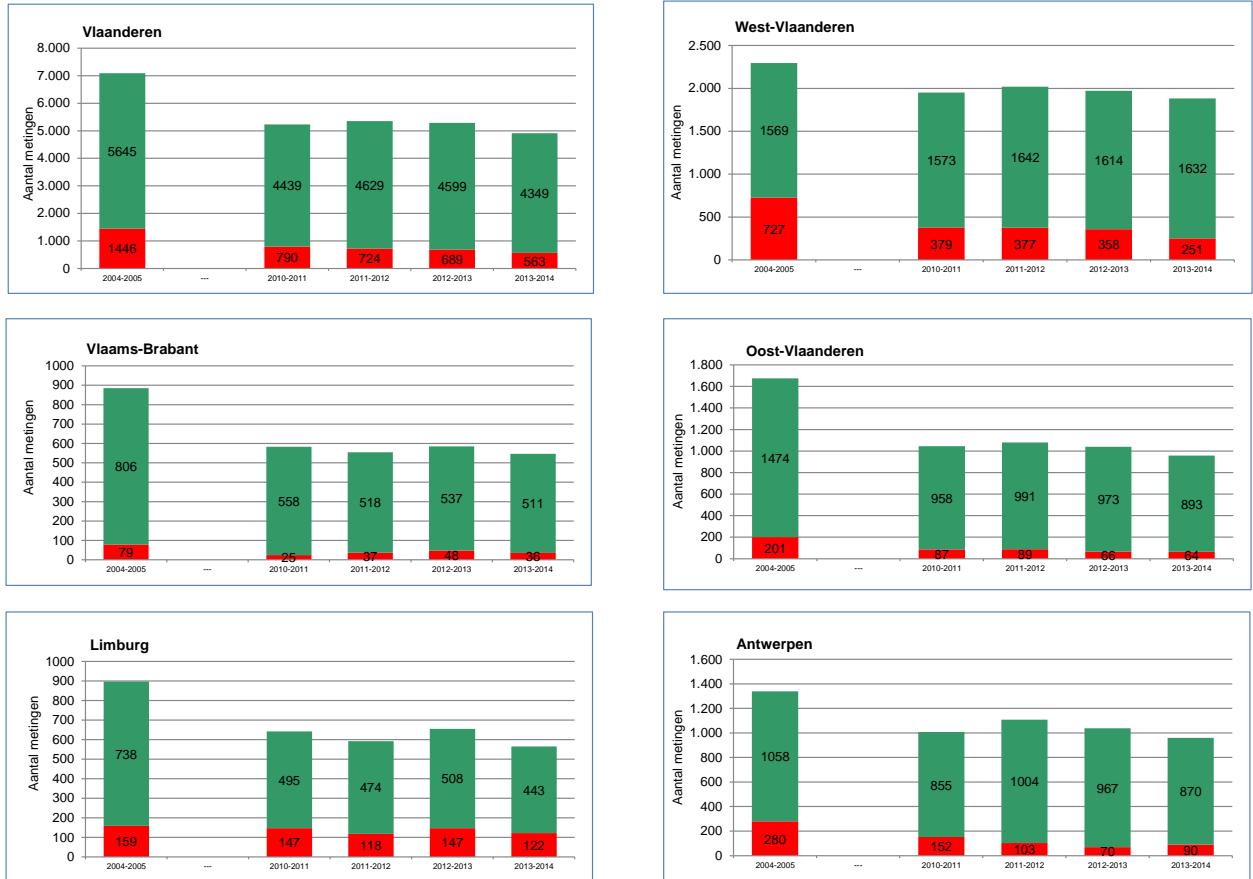 Vlaanderen
Aantal metingen
8.000
7.000
6.000
5.000
4.000
3.000
2.000
1.000
0
5645 4439 4629 4599 4349
1446 790 724 689 563
2004-2005 --- 2010-2011 2011-2012 2012-2013 2013-2014
West-Vlaanderen
Aantal metingen
2.500
2.000
1.500
1.000
500
0
1569 1573 1642 1614 1632
727 379 377 358 251
2004-2005 --- 2010-2011 2011-2012 2012-2013 2013-2014
Vlaams-Brabant
Aantal metingen
1000
900
800
700
600
500
400
300
200
100
0
806 558 518 537 511
79 25 37 48 36
2004-2005 --- 2010-2011 2011-2012 2012-2013 2013-2014
Oost-Vlaanderen
Aantal metingen
1.800
1.600
1.400
1.200
1.000
800
600
400
200
0
1474 958 991 973 893
201 87 89 66 64
2004-2005 --- 2010-2011 2011-2012 2012-2013 2013-2014
Limburg
Aantal metingen
1000
900
800
700
600
500
400
300
200
100
0
738 495 474 508 443
159 147 118 147 122
2004-2005 --- 2010-2011 2011-2012 2012-2013 2013-2014
Antwerpen
Aantal metingen
1.600
1.400
1.200
1.000
800
600
400
200
0
1058 855 1004 967 870
280 152 103 70 90
2004-2005 --- 2010-2011 2011-2012 2012-2013 2013-2014